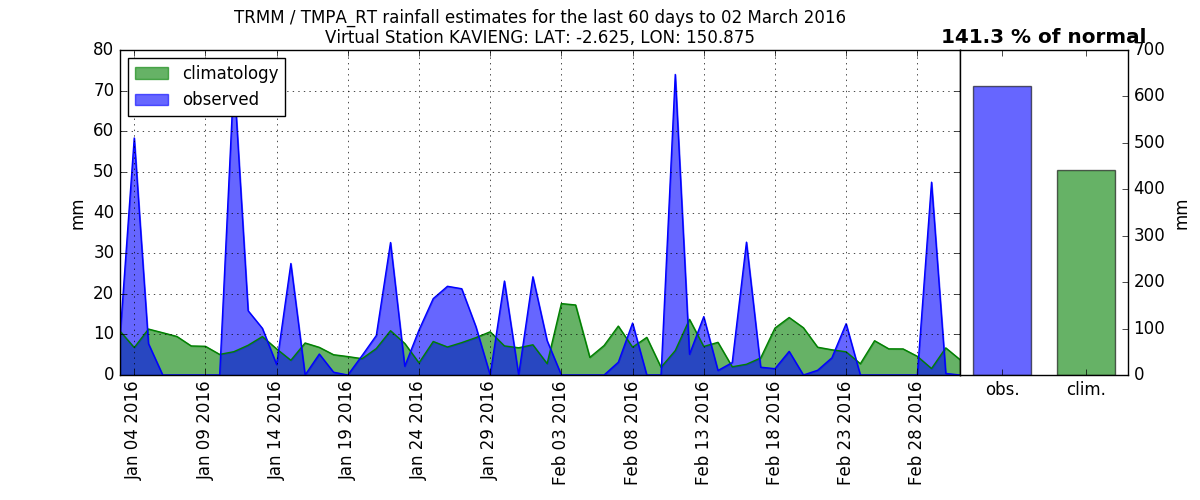 TRMM / TMPA_RT rainfall estimates for the last 60 days to 02 March 2016
Virtual Station KAVIENG: LAT: -2.625, LON: 150.875
141.3 % of normal
climatology
observed
mm
80
70
60
50
40
30
20
10
0
Jan 04 2016
Jan 09 2016
Jan 14 2016
Jan 19 2016
Jan 24 2016
Jan 29 2016
Feb 03 2016
Feb 08 2016
Feb 13 2016
Feb 18 2016
Feb 23 2016
Feb 28 2016
obs.
clim.
700
600
500
400
300
200
100
0
mm